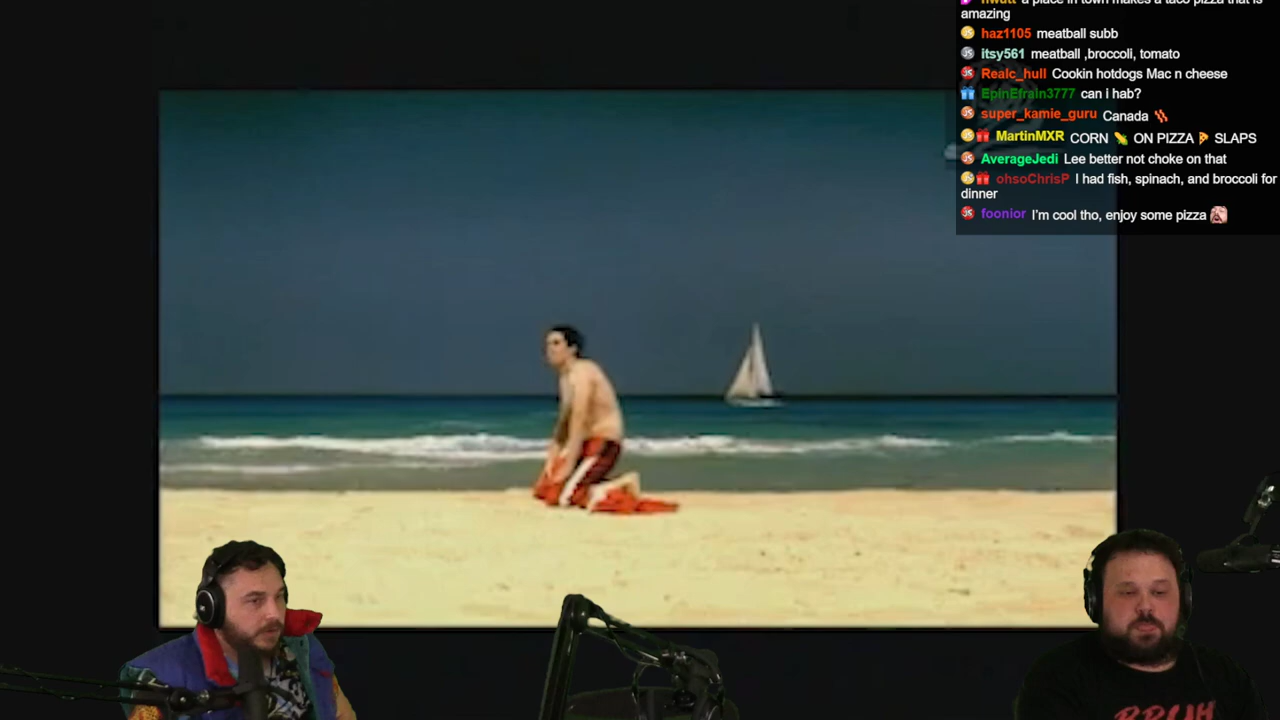 a place in town makes a taco pizza that is
amazing
haz1105 meatball subb
itsy561 meatball ,broccoli, tomato
Realc_hull Cookin hotdogs Mac n cheese
EpinEfrain3777 can i hab?
super_kamie_guru Canada
MartinMXR CORN ON PIZZA SLAPS
AverageJedi Lee better not choke on that
ohsoChrisP I had fish, spinach, and broccoli for
dinner
foonior I'm cool tho, enjoy some pizza
BRUH